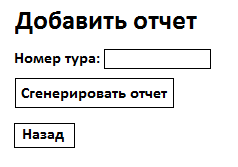 Добавить отчет
Номер тура:
Сгенерировать отчет
Назад